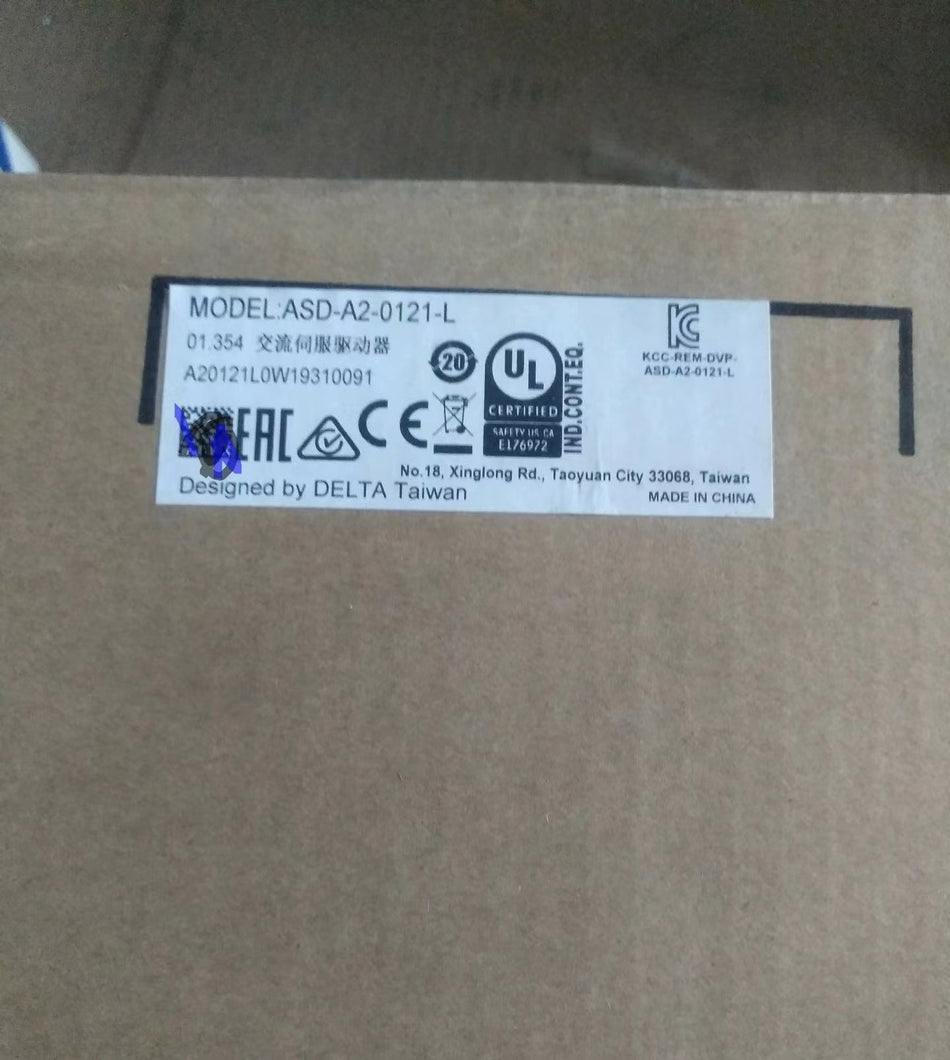 MODEL:ASD-A2-0121-L
01.354 交流伺服驱动器
A20121L0W19310091
20
UL
CERTIFIED
SAFETY US CA
E176972
IND.CONT.EQ.
KCC-REM-DVP-
ASD-A2-0121-L
EAC
CE
No.18, Xinglong Rd., Taoyuan City 33068, Taiwan
Designed by DELTA Taiwan
MADE IN CHINA